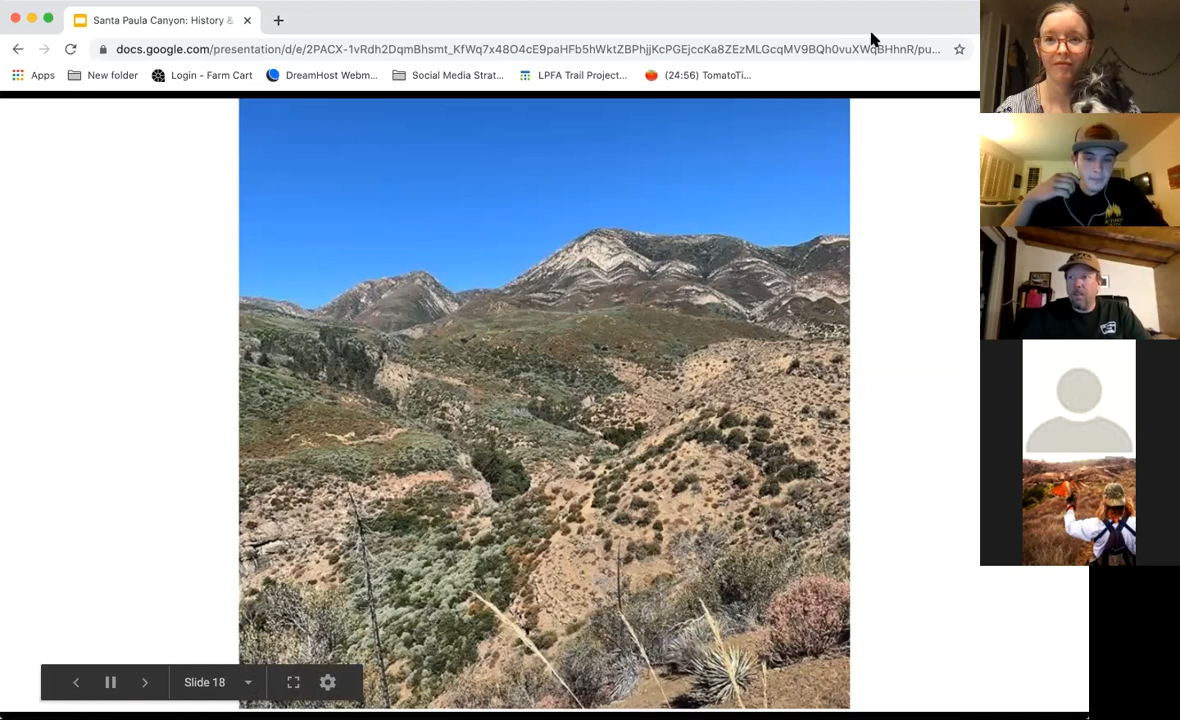 Santa Paula Canyon: History &
docs.google.com/presentation/d/e/2PACX-1vRdh2DqmBhsmt_KfWq7x48O4cE9paHFb5hWktZBPhjjKcPGEjccKa8ZEzMLGcqMV9BQh0vuXWqBHhnR/pu...
Apps New folder Login - Farm Cart DreamHost Webm... Social Media Strat... LPFA Trail Project... (24:56) TomatoTi...
Slide 18